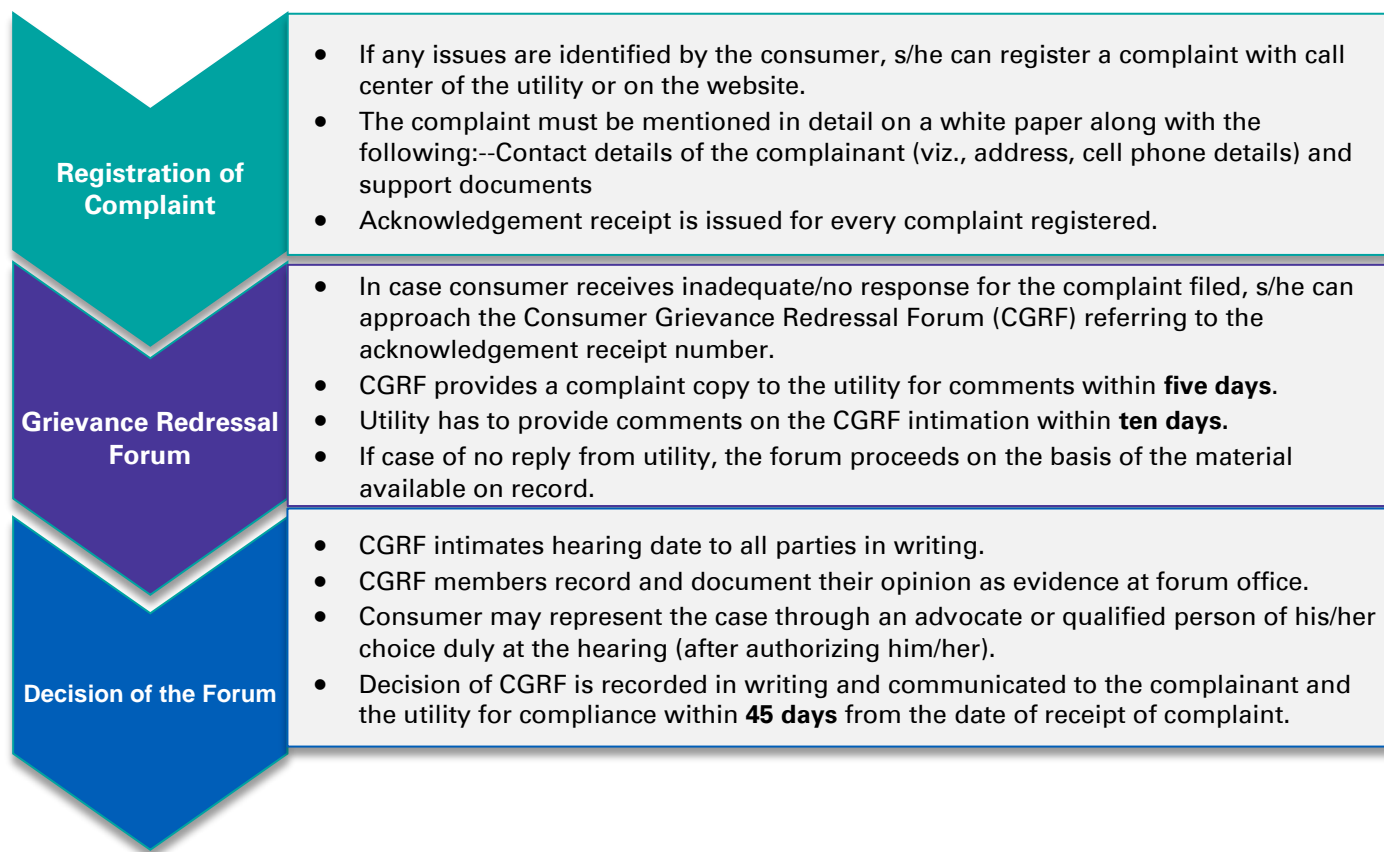 Registration of
Complaint
• If any issues are identified by the consumer, s/he can register a complaint with call
center of the utility or on the website.
• The complaint must be mentioned in detail on a white paper along with the
following:--Contact details of the complainant (viz., address, cell phone details) and
support documents
• Acknowledgement receipt is issued for every complaint registered.
Grievance Redressal
Forum
• In case consumer receives inadequate/no response for the complaint filed, s/he can
approach the Consumer Grievance Redressal Forum (CGRF) referring to the
acknowledgement receipt number.
• CGRF provides a complaint copy to the utility for comments within five days.
• Utility has to provide comments on the CGRF intimation within ten days.
• If case of no reply from utility, the forum proceeds on the basis of the material
available on record.
Decision of the Forum
• CGRF intimates hearing date to all parties in writing.
• CGRF members record and document their opinion as evidence at forum office.
• Consumer may represent the case through an advocate or qualified person of his/her
choice duly at the hearing (after authorizing him/her).
• Decision of CGRF is recorded in writing and communicated to the complainant and
the utility for compliance within 45 days from the date of receipt of complaint.